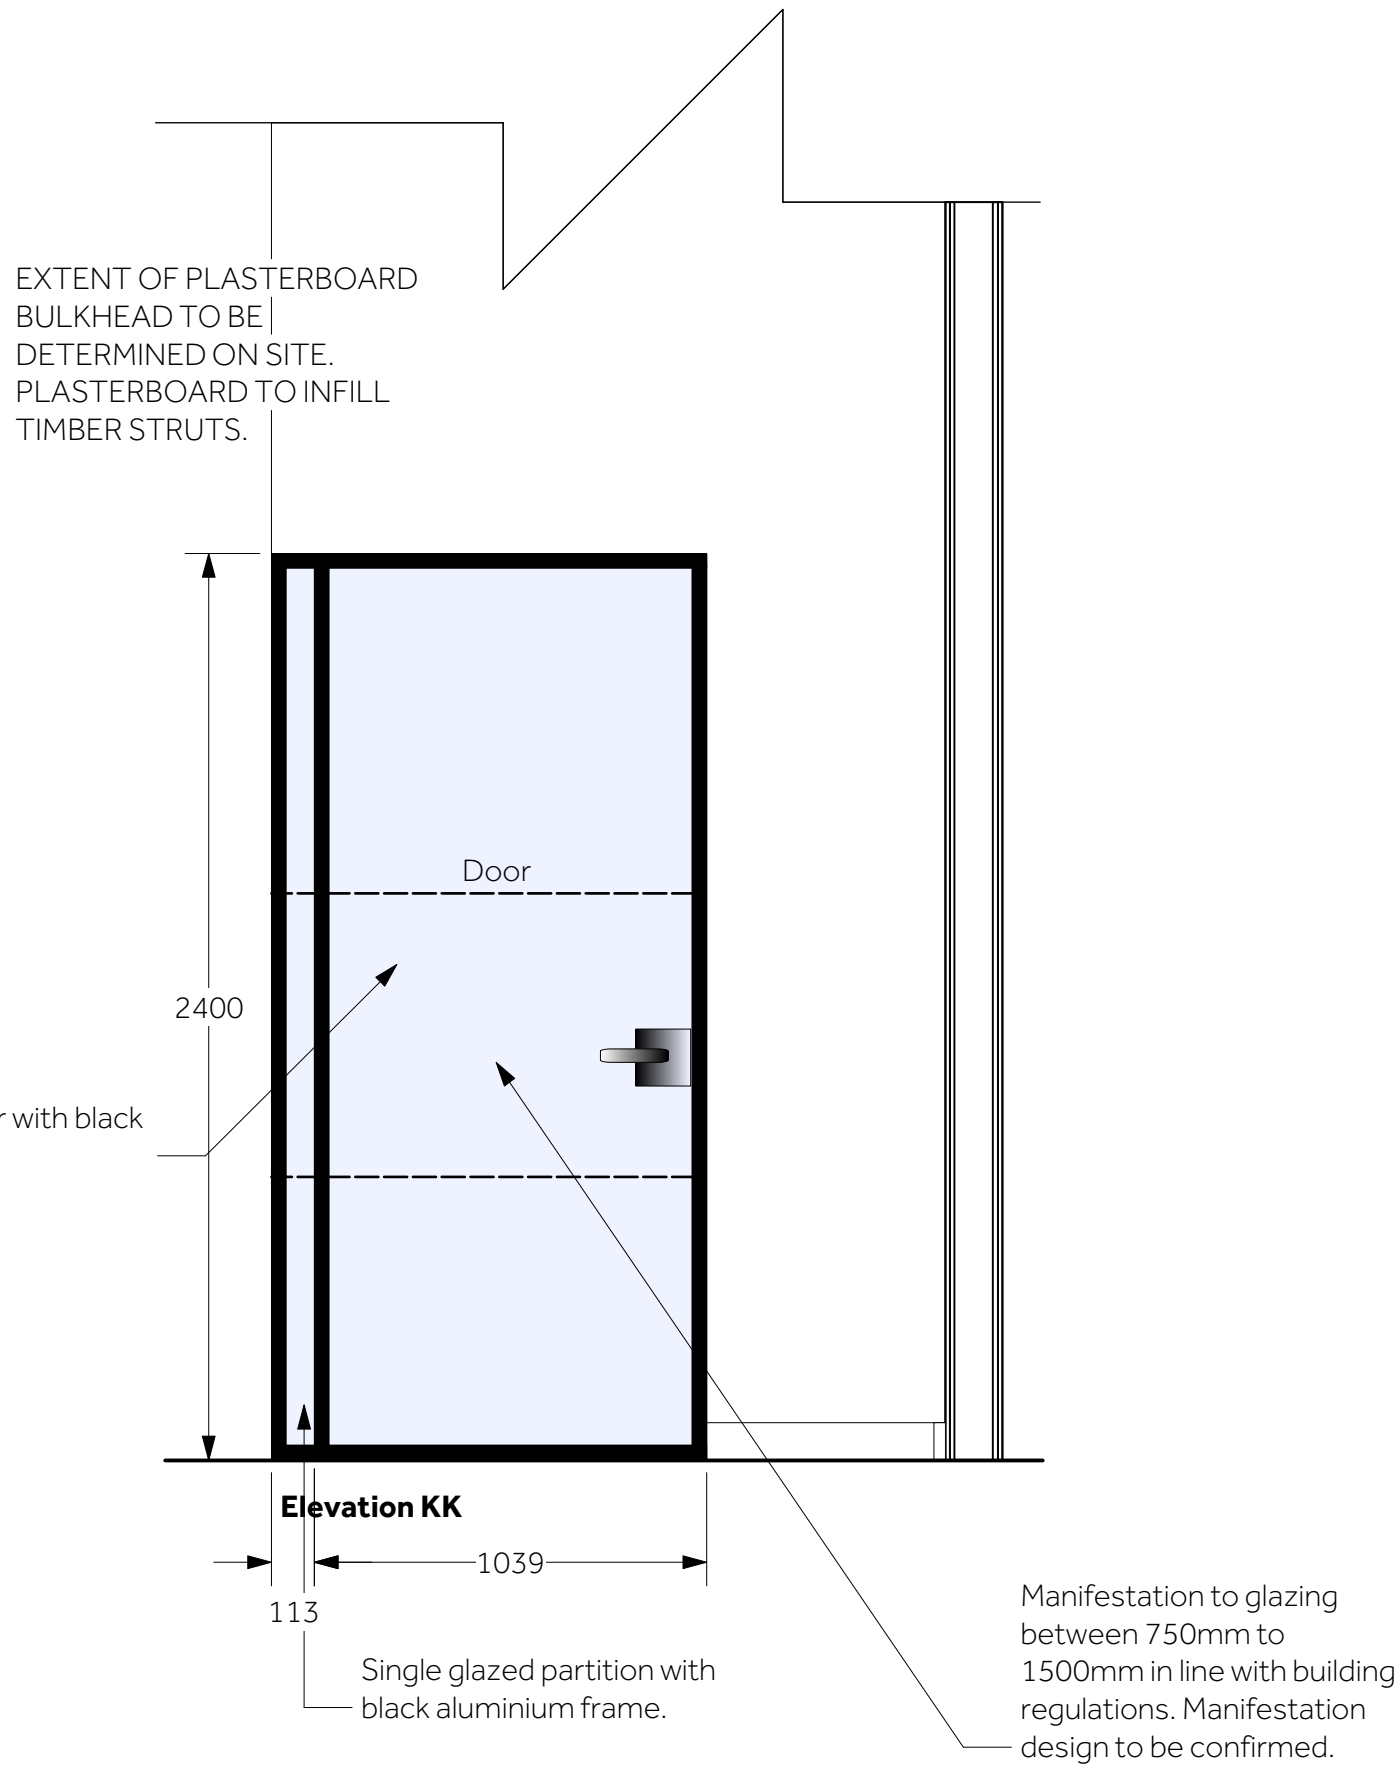 EXTENT OF PLASTERBOARD
BULKHEAD TO BE
DETERMINED ON SITE.
PLASTERBOARD TO INFILL
TIMBER STRUTS.
Door
2400
with black
Elevation KK
1039
113
Single glazed partition with
black aluminium frame.
Manifestation to glazing
between 750mm to
1500mm in line with building
regulations. Manifestation
design to be confirmed.